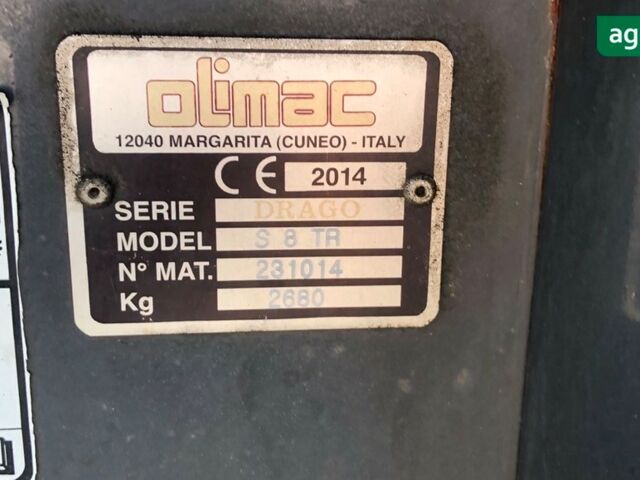 ag
olimac
12040 MARGARITA (CUNEO) - ITALY
CE 2014
SERIE DRAGO
MODEL S 8 TR
N° MAT. 231014
Kg 2680